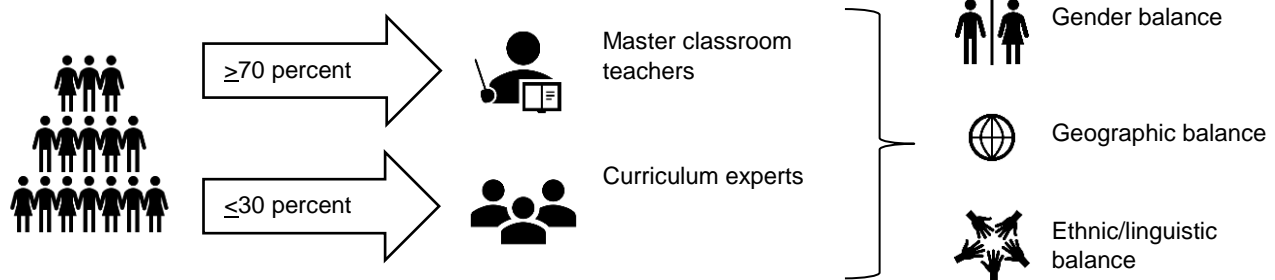 ≥70 percent
Master classroom
teachers
≤30 percent
Curriculum experts
Gender balance
Geographic balance
Ethnic/linguistic
balance